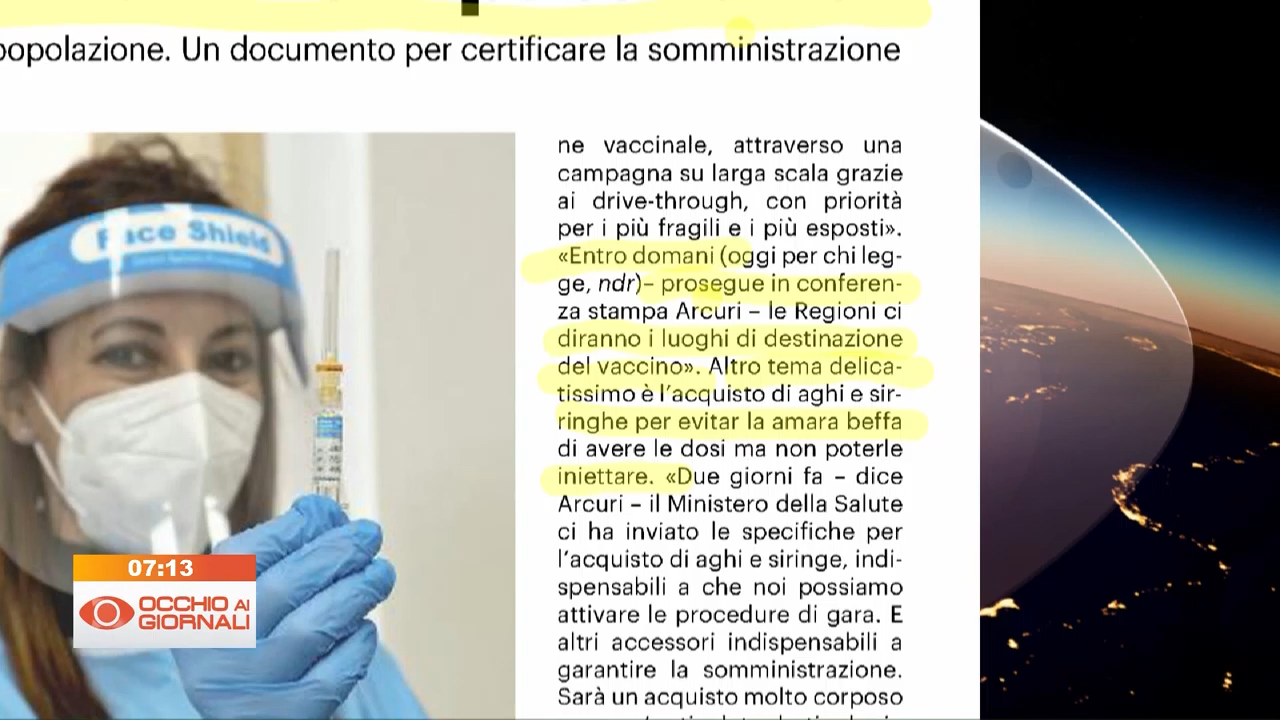 popolazione. Un documento per certificare la somministrazione
Face Shield
ne vaccinale, attraverso una
campagna su larga scala grazie
ai drive-through, con priorità
per i più fragili e i più esposti».
«Entro domani (oggi per chi leg-
ge, ndr)– prosegue in conferen-
za stampa Arcuri – le Regioni ci
diranno i luoghi di destinazione
del vaccino». Altro tema delica-
tissimo è l'acquisto di aghi e sir-
ringhe per evitar la amara beffa
di avere le dosi ma non poterle
iniettare. «Due giorni fa – dice
Arcuri – il Ministero della Salute
ci ha inviato le specifiche per
l'acquisto di aghi e siringe, indi-
spensabili a che noi possiamo
attivare le procedure di gara. E
altri accessori indispensabili a
garantire la somministrazione.
Sarà un acquisto molto corposo
07:13
OCCHIO AI
GIORNALI